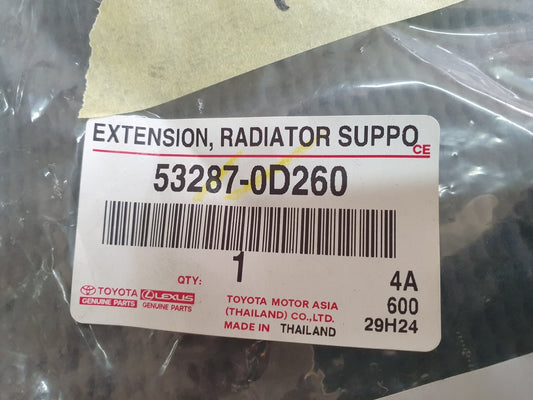 EXTENSION, RADIATOR SUPPO
CE
53287-0D260
QTY: 1
4A
TOYOTA LEXUS
GENUINE PARTS GENUINE PARTS
TOYOTA MOTOR ASIA
(THAILAND) CO.,LTD.
600
MADE IN THAILAND
29H24